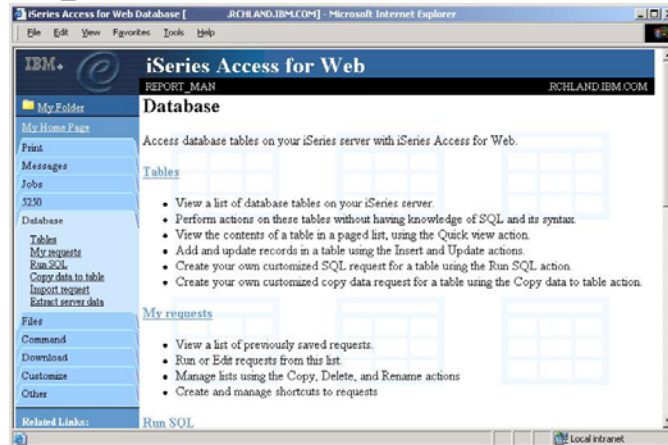 iSeries Access for Web Database [ .RCHLAND.IBM.COM] - Microsoft Internet Explorer
File Edit View Favorites Tools Help
IBM
iSeries Access for Web
REPORT_MAN .RCHLAND.IBM.COM
My Folder
My Home Page
Print
Messages
Jobs
5250
Database
Tables
My requests
Run SQL
Copy data to table
Import request
Extract server data
Files
Command
Download
Customize
Other
Related Links:
Database
Access database tables on your iSeries server with iSeries Access for Web.
Tables
• View a list of database tables on your iSeries server.
• Perform actions on these tables without having knowledge of SQL and its syntax.
• View the contents of a table in a paged list, using the Quick view action.
• Add and update records in a table using the Insert and Update actions.
• Create your own customized SQL request for a table using the Run SQL action.
• Create your own customized copy data request for a table using the Copy data to table action.
My requests
• View a list of previously saved requests.
• Run or Edit requests from this list.
• Manage lists using the Copy, Delete, and Rename actions
• Create and manage shortcuts to requests
Run SQL
Local intranet